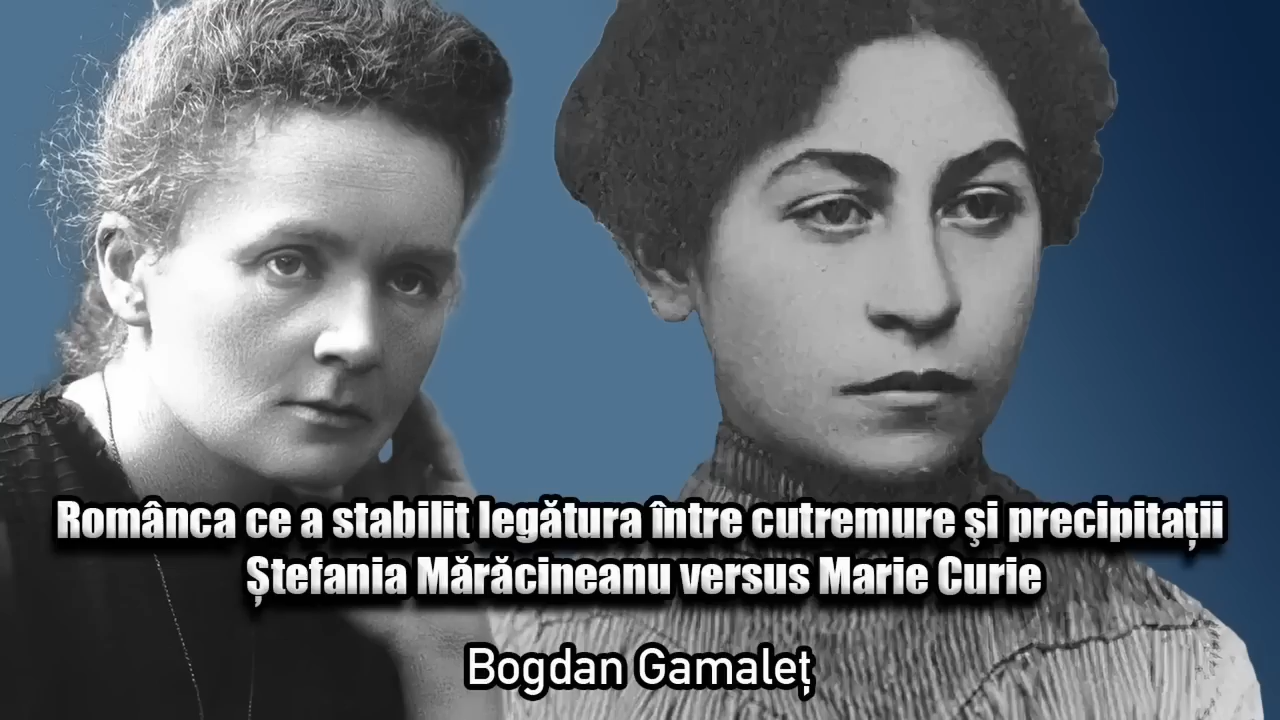 Românca ce a stabilit legătura între cutremure şi precipitații
Ștefania Mărăcineanu versus Marie Curie
Bogdan Gamaleț